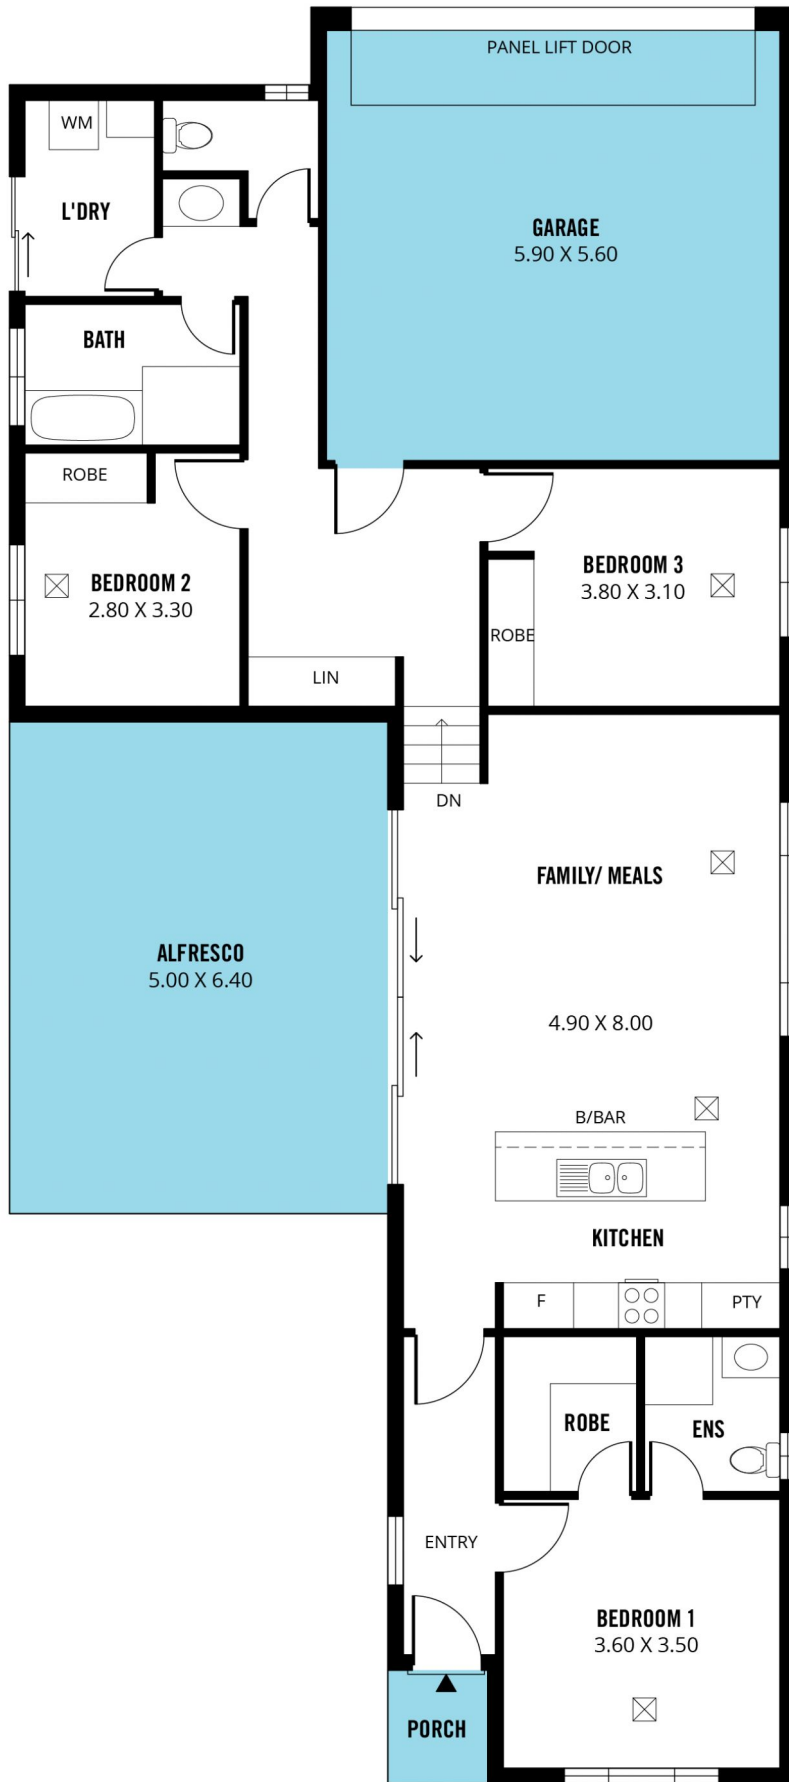 PANEL LIFT DOOR
WM
L'DRY
GARAGE
5.90 X 5.60
BATH
ROBE
BEDROOM 2
2.80 X 3.30
BEDROOM 3
3.80 X 3.10
ROBE
LIN
DN
FAMILY/ MEALS
ALFRESCO
5.00 X 6.40
4.90 X 8.00
B/BAR
KITCHEN
F
PTY
ROBE
ENS
ENTRY
BEDROOM 1
3.60 X 3.50
PORCH